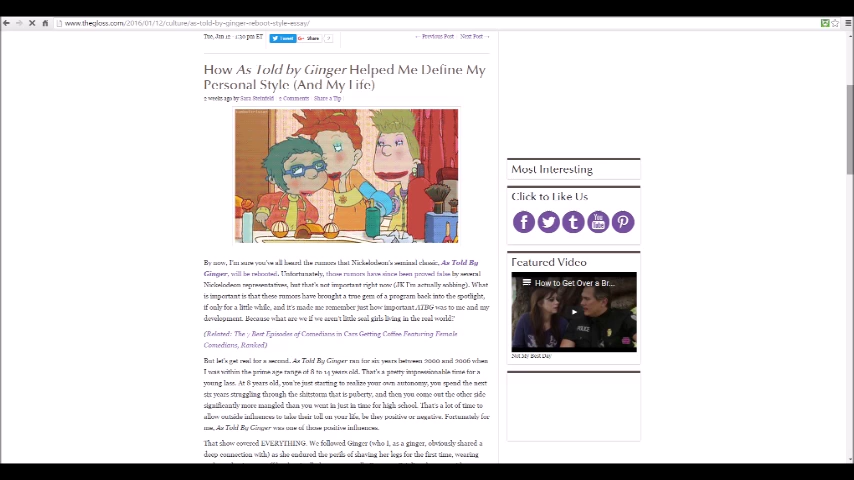 www.thegloss.com/2016/01/12/culture/as-told-by-ginger-reboot-style-essay/
Tue, Jan 12 - 1:30 pm ET
Tweet
Share
← Previous Post
Next Post →
How As Told by Ginger Helped Me Define My
Personal Style (And My Life)
2 weeks ago by Sara Steinfeld
2 Comments
Share a Tip
By now, I'm sure you've all heard the rumors that Nickelodeon's seminal classic, As Told By
Ginger, will be rebooted. Unfortunately, those rumors have since been proved false by several
Nickelodeon representatives, but that's not important right now (JK I'm actually sobbing). What
is important is that these rumors have brought a true gem of a program back into the spotlight,
if only for a little while, and it's made me remember just how important ATBG was to me and my
development. Because what are we if we aren't little seal girls living in the real world?
(Related: The 5 Best Episodes of Comedians in Cars Getting Coffee Featuring Female
Comedians, Ranked)
But let's get real for a second. As Told By Ginger ran for six years between 2000 and 2006 when
I was within the prime age range of 8 to 14 years old. That's a pretty impressionable time for a
young lass. At 8 years old, you're just starting to realize your own autonomy, you spend the next
six years struggling through the shitstorm that is puberty, and then you come out the other side
significantly more mangled than you went in just in time for high school. That's a lot of time to
allow outside influences to take their toll on your life, be they positive or negative. Fortunately for
me, As Told By Ginger was one of those positive influences.
That show covered EVERYTHING. We followed Ginger (who I, as a ginger, obviously shared a
deep connection with) as she endured the perils of shaving her legs for the first time, wearing
Most Interesting
Click to Like Us
You
Tube
Featured Video
How to Get Over a Br...
POLICE
Not My Best Day